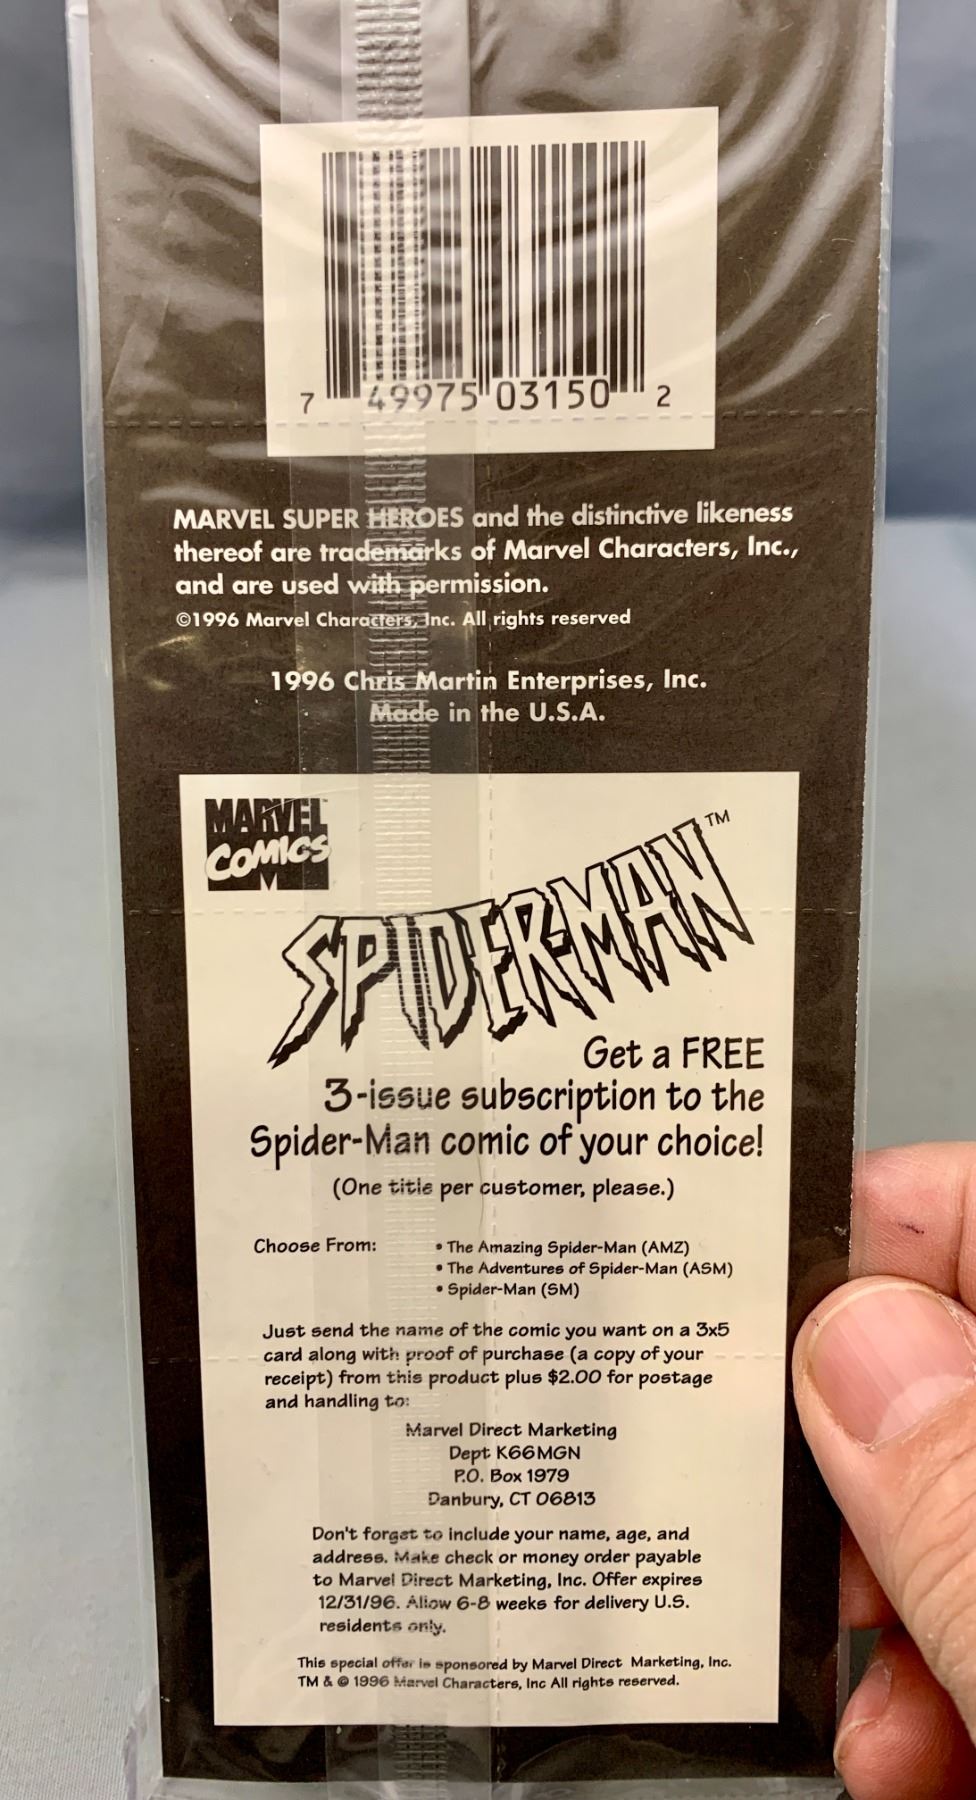 7 49975 03150 2
MARVEL SUPER HEROES and the distinctive likeness
thereof are trademarks of Marvel Characters, Inc.,
and are used with permission.
©1996 Marvel Characters, Inc. All rights reserved
1996 Chris Martin Enterprises, Inc.
Made in the U.S.A.
MARVEL™
COMICS
SPIDER-MAN™
Get a FREE
3-issue subscription to the
Spider-Man comic of your choice!
(One title per customer, please.)
Choose From: • The Amazing Spider-Man (AMZ)
• The Adventures of Spider-Man (ASM)
• Spider-Man (SM)
Just send the name of the comic you want on a 3x5
card along with proof of purchase (a copy of your
receipt) from this product plus $2.00 for postage
and handling to:
Marvel Direct Marketing
Dept K66MGN
P.O. Box 1979
Danbury, CT 06813
Don't forget to include your name, age, and
address. Make check or money order payable
to Marvel Direct Marketing, Inc. Offer expires
12/31/96. Allow 6-8 weeks for delivery U.S.
residents only.
This special offer is sponsored by Marvel Direct Marketing, Inc.
TM & © 1996 Marvel Characters, Inc All rights reserved.